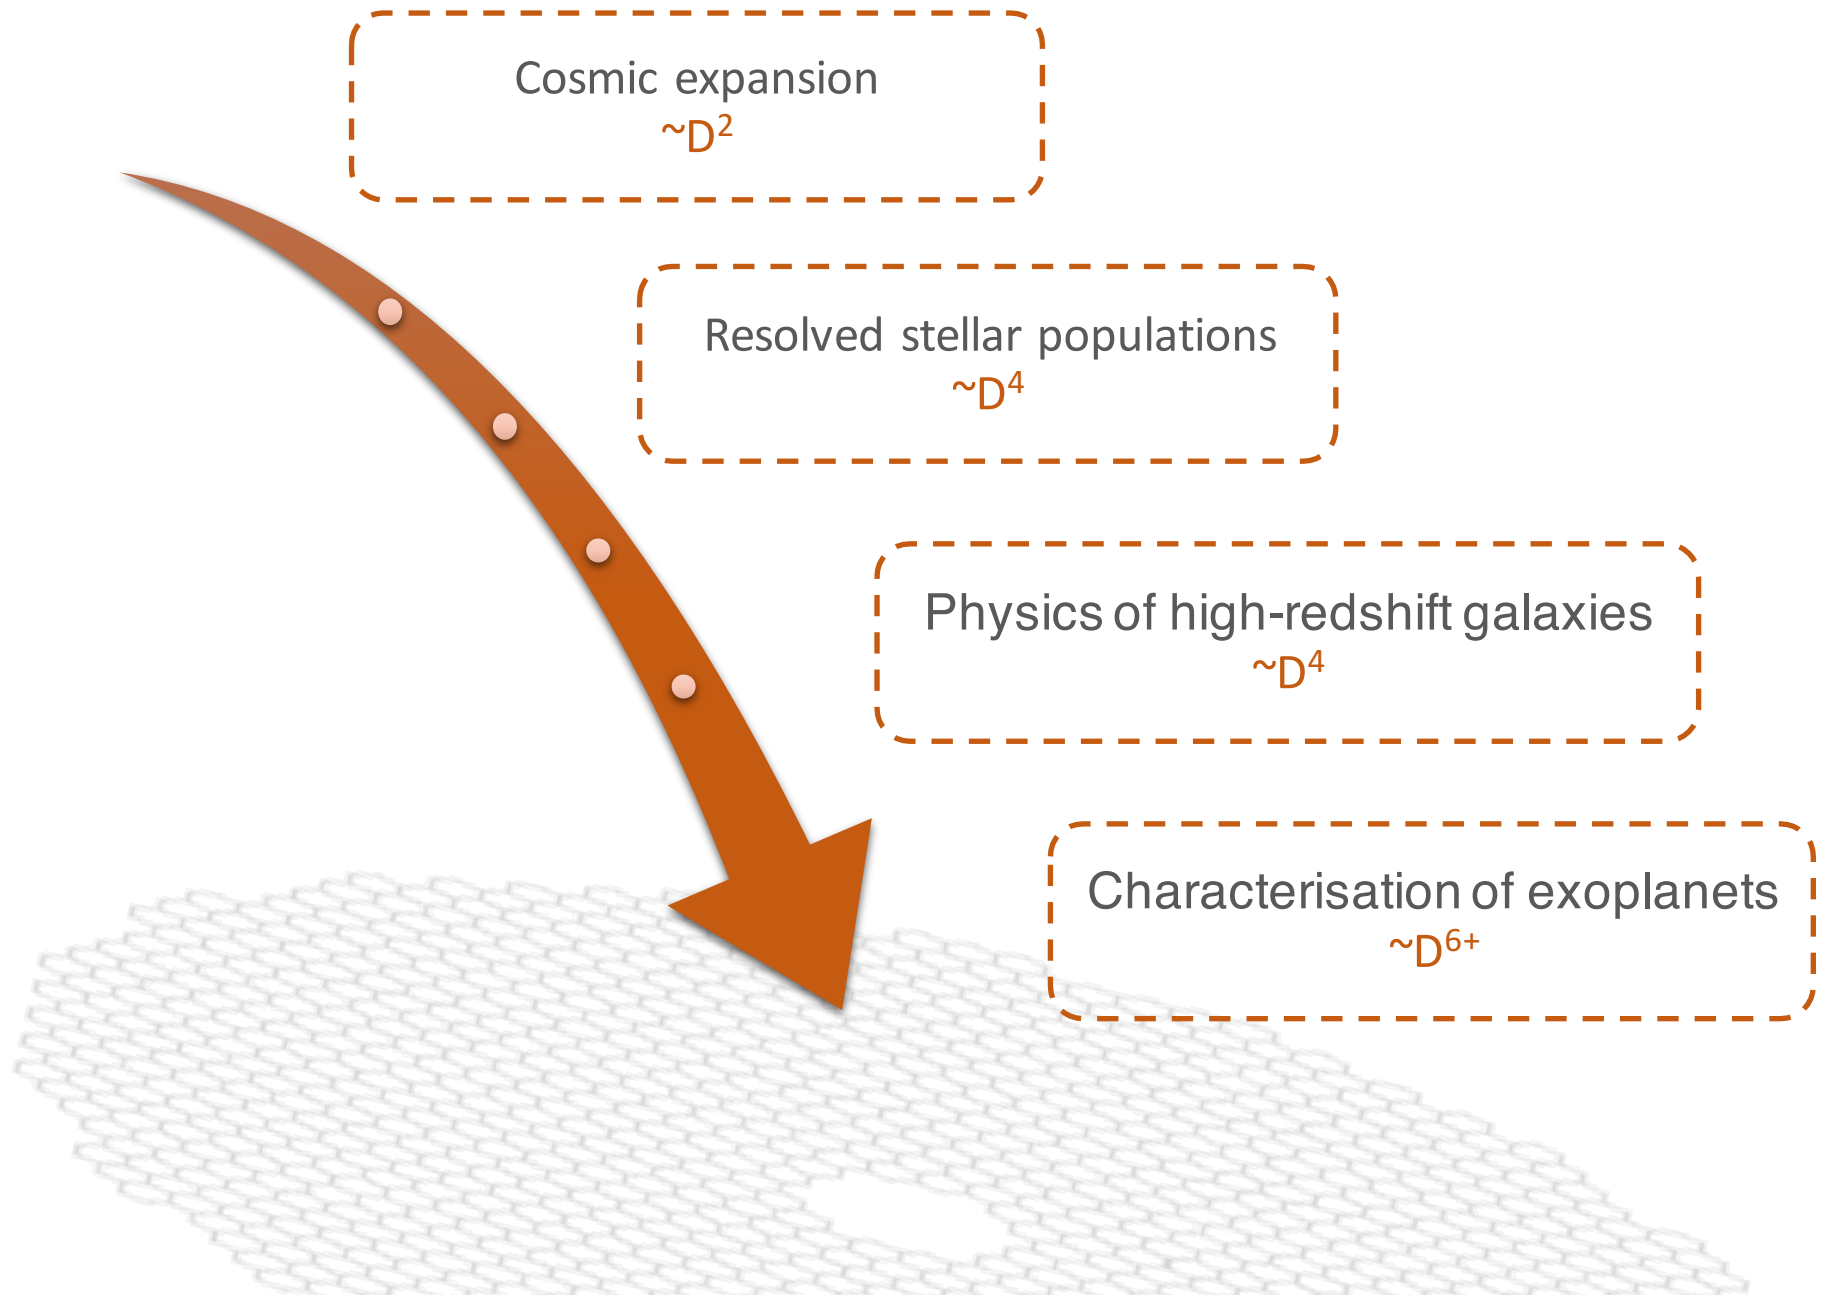 Cosmic expansion
~D²
Resolved stellar populations
~D⁴
Physics of high-redshift galaxies
~D⁴
Characterisation of exoplanets
~D⁶⁺